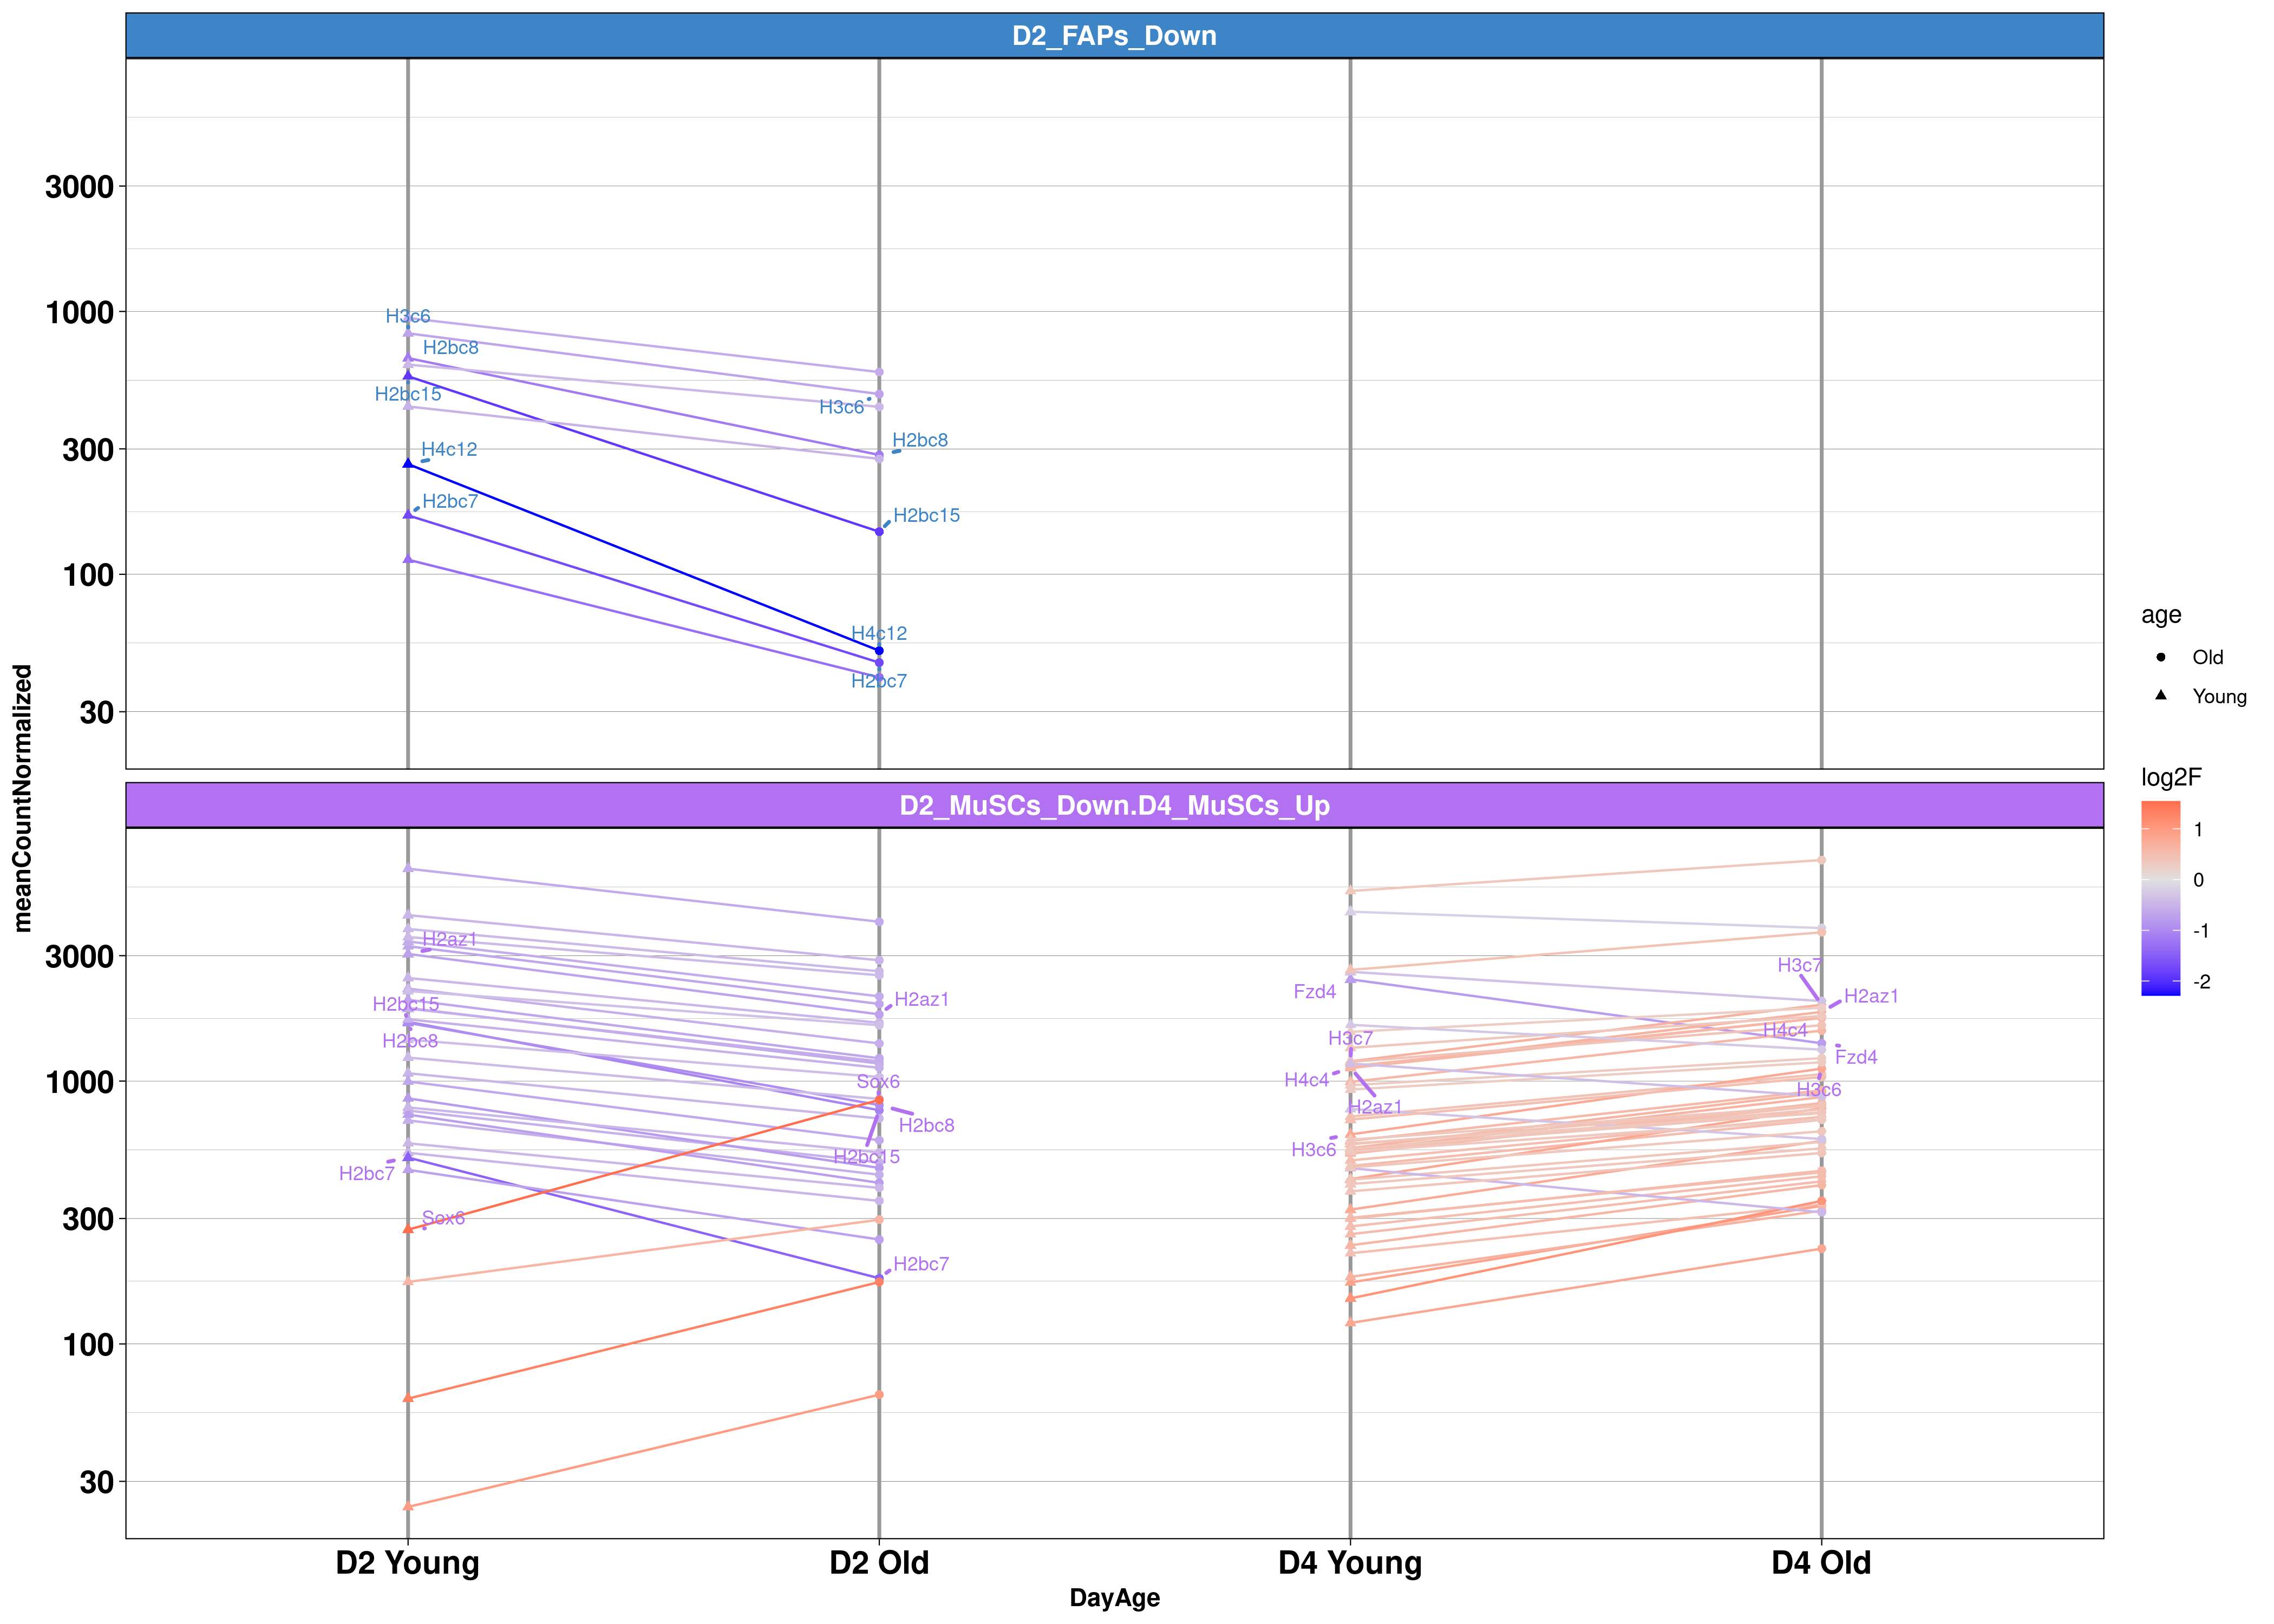 D2_FAPs_Down
3000
1000
300
100
30
H3c6
H2bc8
H2bc15
H4c12
H2bc7
H3c6
H2bc8
H2bc15
H4c12
H2bc7
meanCountNormalized
D2_MuSCs_Down.D4_MuSCs_Up
3000
1000
300
100
30
H2az1
H2bc15
H2bc8
H2bc7
Sox6
H2az1
Sox6
H2bc8
H2bc15
H2bc7
Fzd4
H3c7
H4c4
H2az1
H3c6
H3c7
H2az1
H4c4
Fzd4
H3c6
D2 Young
D2 Old
D4 Young
D4 Old
DayAge
age
Old
Young
log2F
1
0
-1
-2